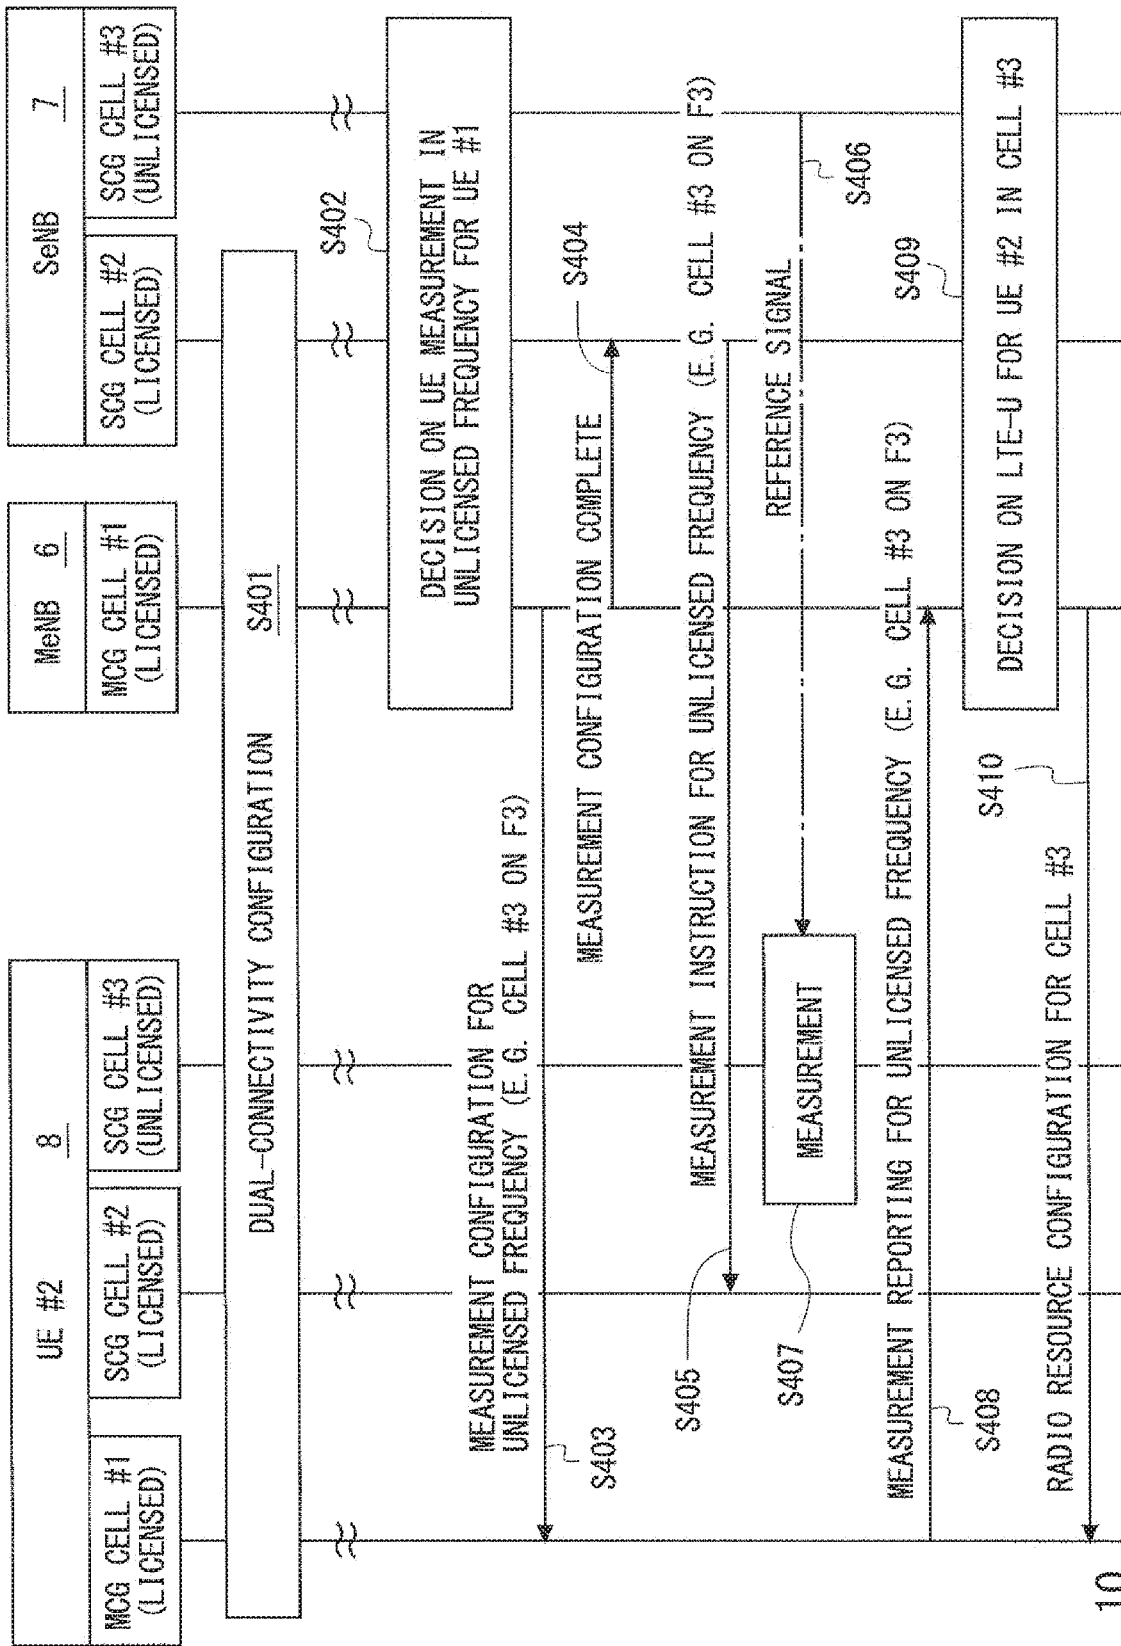 UE #2 8
MCG CELL #1
(LICENSED)
SCG CELL #2
(LICENSED)
SCG CELL #3
(UNLICENSED)
MeNB 6
MCG CELL #1
(LICENSED)
SeNB 7
SCG CELL #2
(LICENSED)
SCG CELL #3
(UNLICENSED)
DUAL-CONNECTIVITY CONFIGURATION S401
S402
DECISION ON UE MEASUREMENT IN
UNLICENSED FREQUENCY FOR UE #1
MEASUREMENT CONFIGURATION FOR
UNLICENSED FREQUENCY (E.G. CELL #3 ON F3)
S403
S404
MEASUREMENT CONFIGURATION COMPLETE
MEASUREMENT INSTRUCTION FOR UNLICENSED FREQUENCY (E.G. CELL #3 ON F3)
S405
REFERENCE SIGNAL
S406
MEASUREMENT
S407
MEASUREMENT REPORTING FOR UNLICENSED FREQUENCY (E.G. CELL #3 ON F3)
S408
S409
DECISION ON LTE-U FOR UE #2 IN CELL #3
S410
RADIO RESOURCE CONFIGURATION FOR CELL #3
10